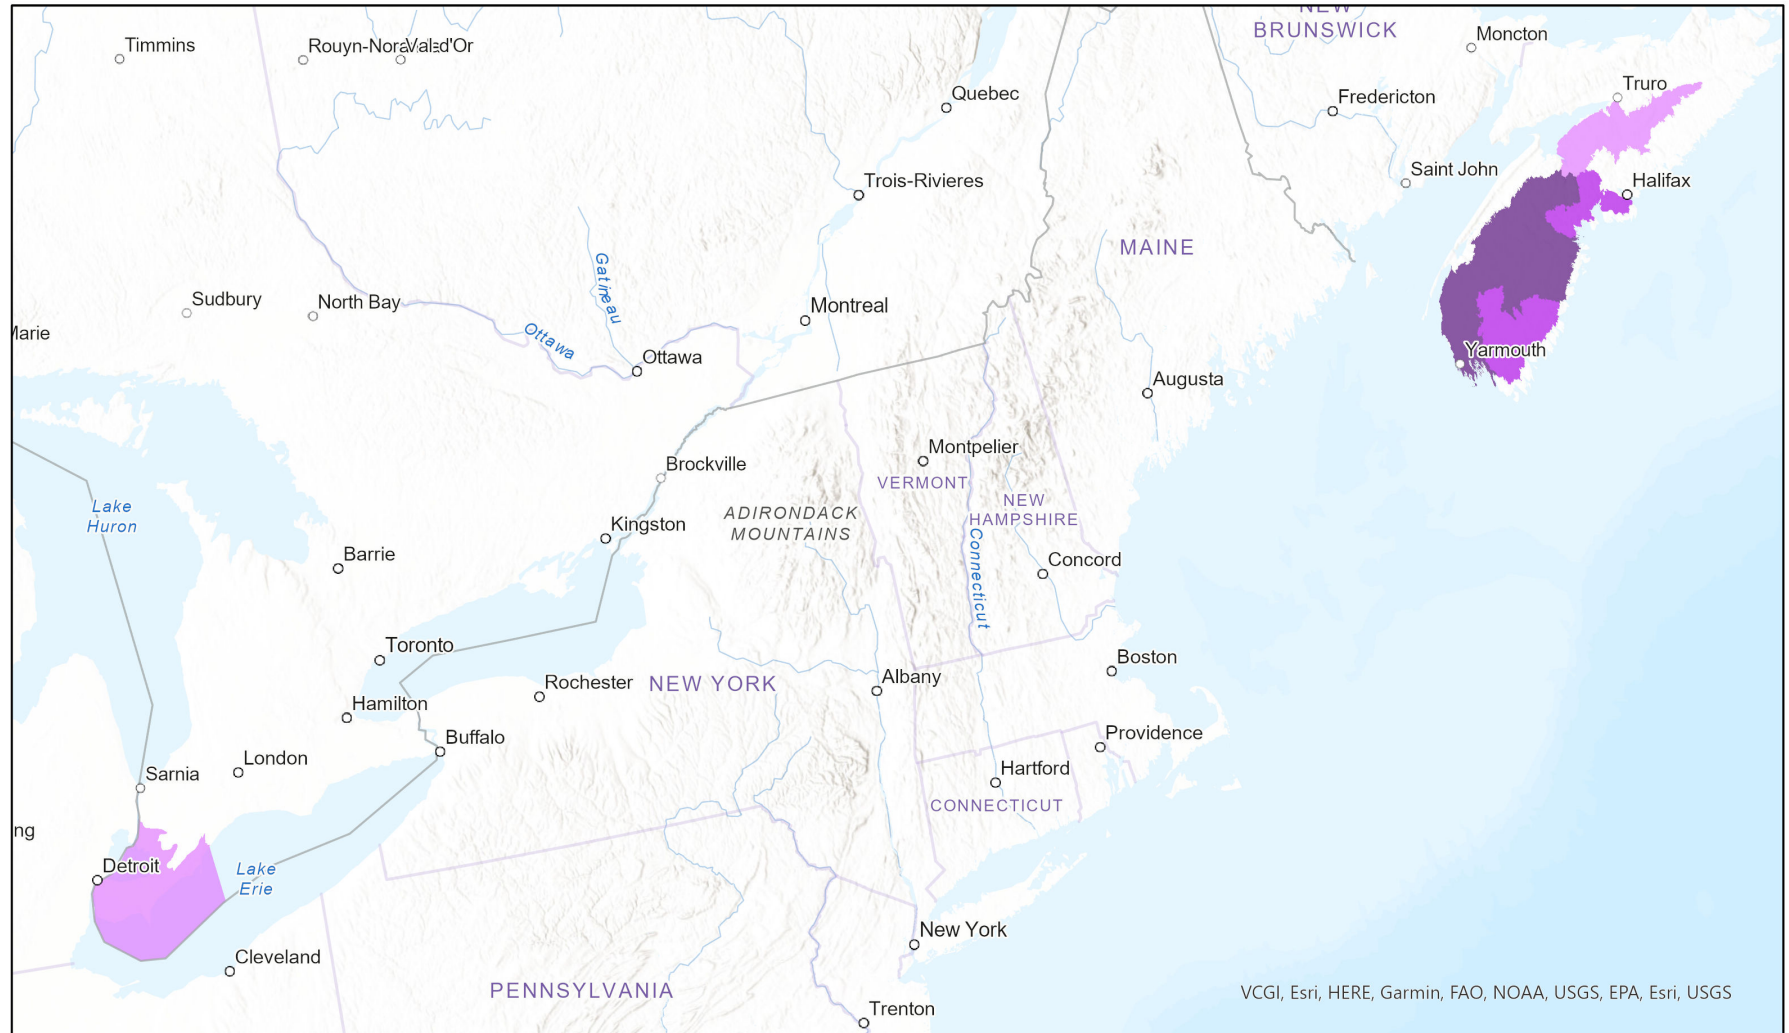 NEW
BRUNSWICK
Timmins
Rouyn-Nora
Val-d'Or
Moncton
Truro
Quebec
Fredericton
Saint John
Halifax
Trois-Rivieres
MAINE
Gatineau
Sudbury
North Bay
Montreal
Marie
Ottawa
Ottawa
Yarmouth
Augusta
Montpelier
VERMONT
Brockville
NEW
HAMPSHIRE
Lake
Huron
ADIRONDACK
MOUNTAINS
Kingston
Connecticut
Barrie
Concord
Toronto
Boston
Rochester
NEW YORK
Albany
Hamilton
Buffalo
Providence
London
Hartford
Sarnia
CONNECTICUT
ng
Detroit
Lake
Erie
New York
Cleveland
PENNSYLVANIA
VCGI, Esri, HERE, Garmin, FAO, NOAA, USGS, EPA, Esri, USGS
Trenton